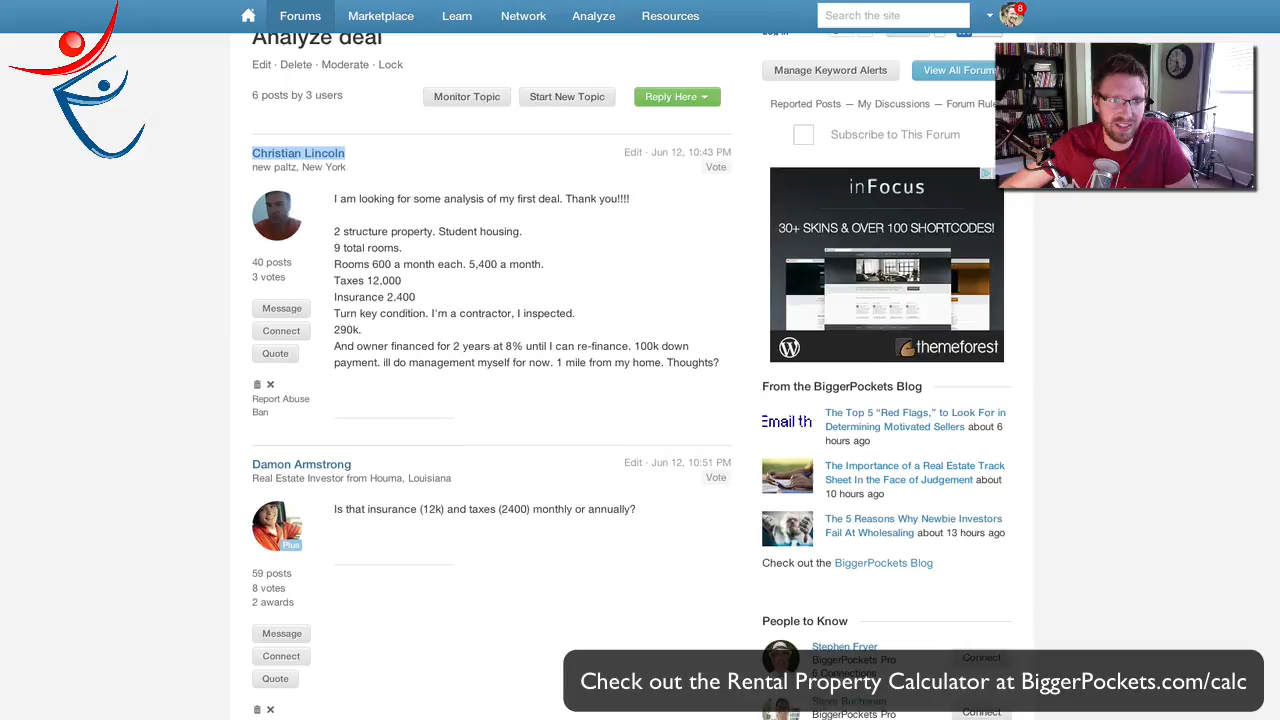 Forums
Marketplace
Learn
Network
Analyze
Resources
Search the site
8
Analyze deal
Edit · Delete · Moderate · Lock
6 posts by 3 users
Monitor Topic
Start New Topic
Reply Here
Manage Keyword Alerts
View All Forum
Reported Posts — My Discussions — Forum Rule
Subscribe to This Forum
Christian Lincoln
Edit · Jun 12, 10:43 PM
new paltz, New York
Vote
I am looking for some analysis of my first deal. Thank you!!!!
2 structure property. Student housing.
9 total rooms.
Rooms 600 a month each. 5,400 a month.
Taxes 12,000
Insurance 2.400
Turn key condition. I'm a contractor, I inspected.
290k.
And owner financed for 2 years at 8% until I can re-finance. 100k down
payment. ill do management myself for now. 1 mile from my home. Thoughts?
40 posts
3 votes
Message
Connect
Quote
Report Abuse
Ban
inFocus
30+ SKINS & OVER 100 SHORTCODES!
themeforest
From the BiggerPockets Blog
Email th
The Top 5 “Red Flags,” to Look For in
Determining Motivated Sellers about 6
hours ago
The Importance of a Real Estate Track
Sheet In the Face of Judgement about
10 hours ago
The 5 Reasons Why Newbie Investors
Fail At Wholesaling about 13 hours ago
Check out the BiggerPockets Blog
Damon Armstrong
Edit · Jun 12, 10:51 PM
Real Estate Investor from Houma, Louisiana
Vote
Is that insurance (12k) and taxes (2400) monthly or annually?
Plus
59 posts
8 votes
2 awards
Message
Connect
Quote
People to Know
Stephen Fryer
BiggerPockets Pro
6 Connections
Connect
BiggerPockets Pro
Connect
Check out the Rental Property Calculator at BiggerPockets.com/calc